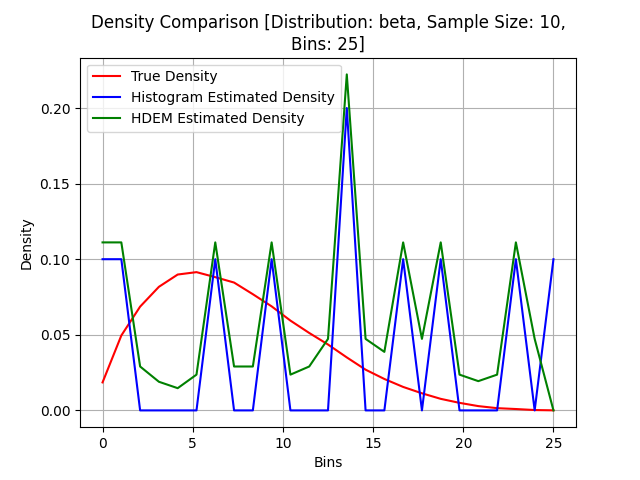 Density Comparison [Distribution: beta, Sample Size: 10,
Bins: 25]
True Density
Histogram Estimated Density
HDEM Estimated Density
Density
0.20
0.15
0.10
0.05
0.00
0
5
10
15
20
25
Bins